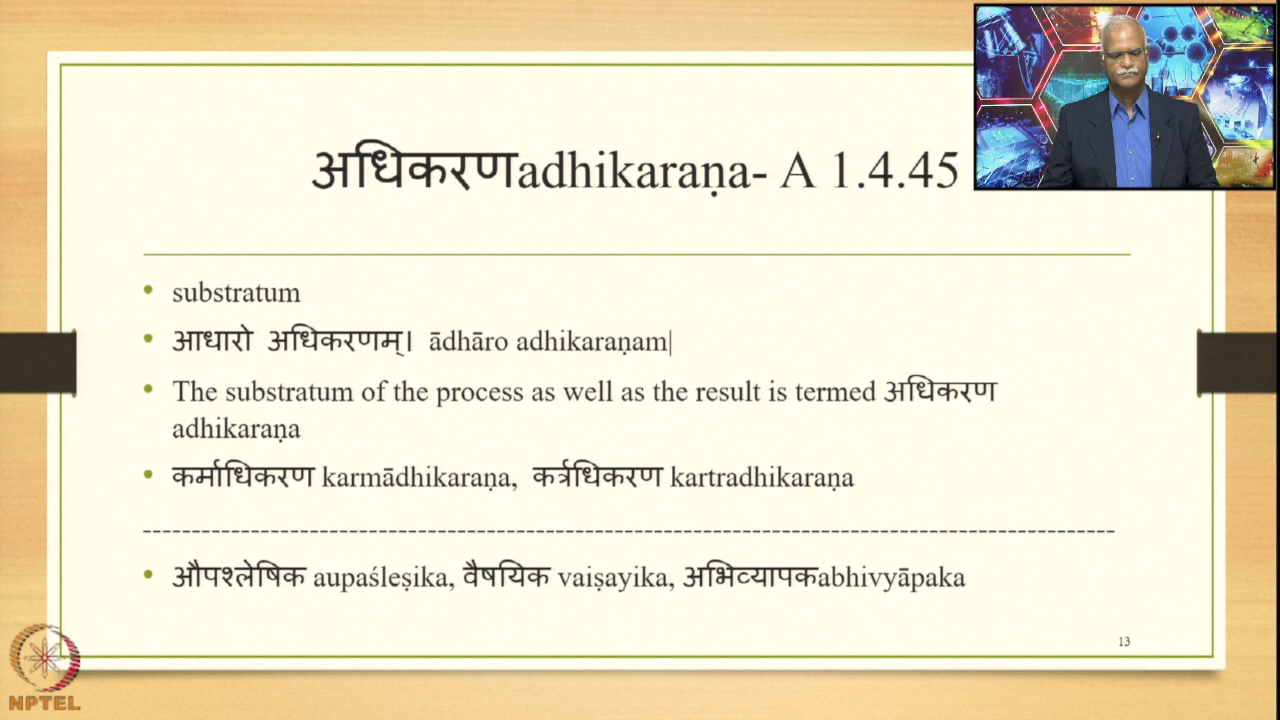 अधिकरणadhikaraṇa- A 1.4.45
substratum
आधारो अधिकरणम्। ādhāro adhikaraṇam|
The substratum of the process as well as the result is termed अधिकरण
adhikaraṇa
कर्माधिकरण karmādhikaraṇa, कर्त्रधिकरण kartradhikaraṇa
औपश्लेषिक aupaśleṣika, वैषयिक vaiṣayika, अभिव्यापकabhivyāpaka
13
NPTEL